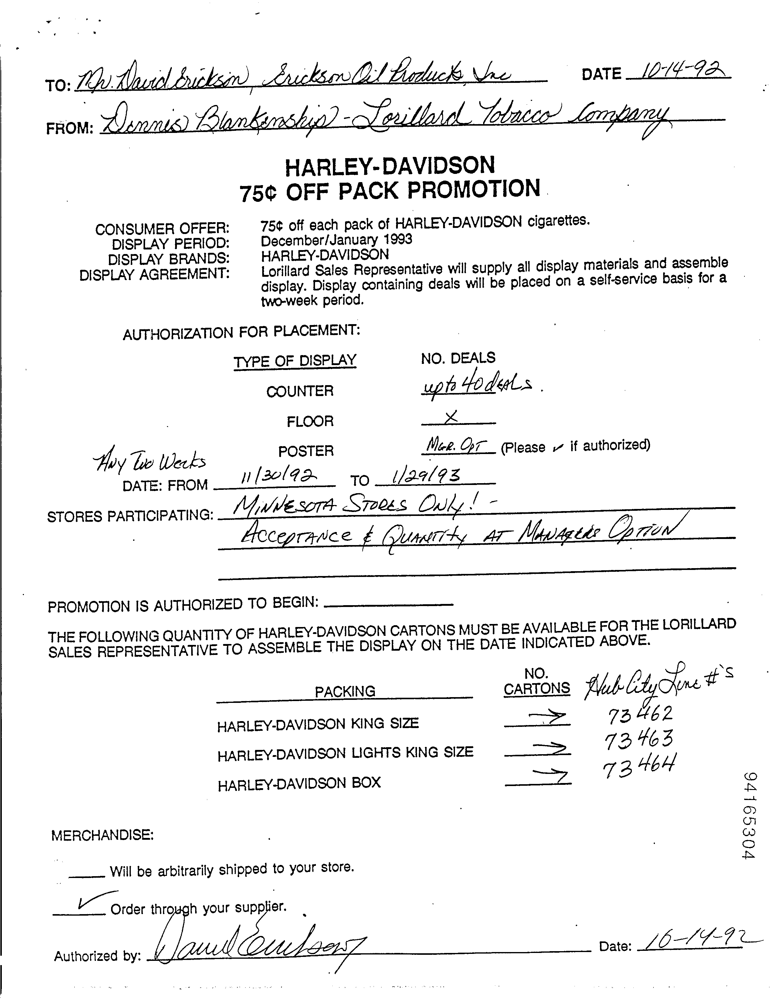 TO: Mr. David Erickson, Erickson Oil Products Inc DATE 10-14-92
FROM: Dennis Blankenship - Lorillard Tobacco Company
HARLEY-DAVIDSON
75¢ OFF PACK PROMOTION
CONSUMER OFFER: 75¢ off each pack of HARLEY-DAVIDSON cigarettes.
DISPLAY PERIOD: December/January 1993
DISPLAY BRANDS: HARLEY-DAVIDSON
DISPLAY AGREEMENT: Lorillard Sales Representative will supply all display materials and assemble
display. Display containing deals will be placed on a self-service basis for a
two-week period.
AUTHORIZATION FOR PLACEMENT:
TYPE OF DISPLAY NO. DEALS
COUNTER up to 40 deals.
FLOOR X
POSTER Mgr. Opt (Please ✓ if authorized)
Any Two Weeks
DATE: FROM 11/30/92 TO 1/29/93
STORES PARTICIPATING: Minnesota Stores Only! -
Acceptance & Quantity at Managers Option
PROMOTION IS AUTHORIZED TO BEGIN:
THE FOLLOWING QUANTITY OF HARLEY-DAVIDSON CARTONS MUST BE AVAILABLE FOR THE LORILLARD
SALES REPRESENTATIVE TO ASSEMBLE THE DISPLAY ON THE DATE INDICATED ABOVE.
PACKING NO. CARTONS Hub City Line #'s
HARLEY-DAVIDSON KING SIZE → 73462
HARLEY-DAVIDSON LIGHTS KING SIZE → 73463
HARLEY-DAVIDSON BOX → 73464
94165304
MERCHANDISE:
Will be arbitrarily shipped to your store.
✓ Order through your supplier.
Authorized by: David Erickson Date: 10-14-92